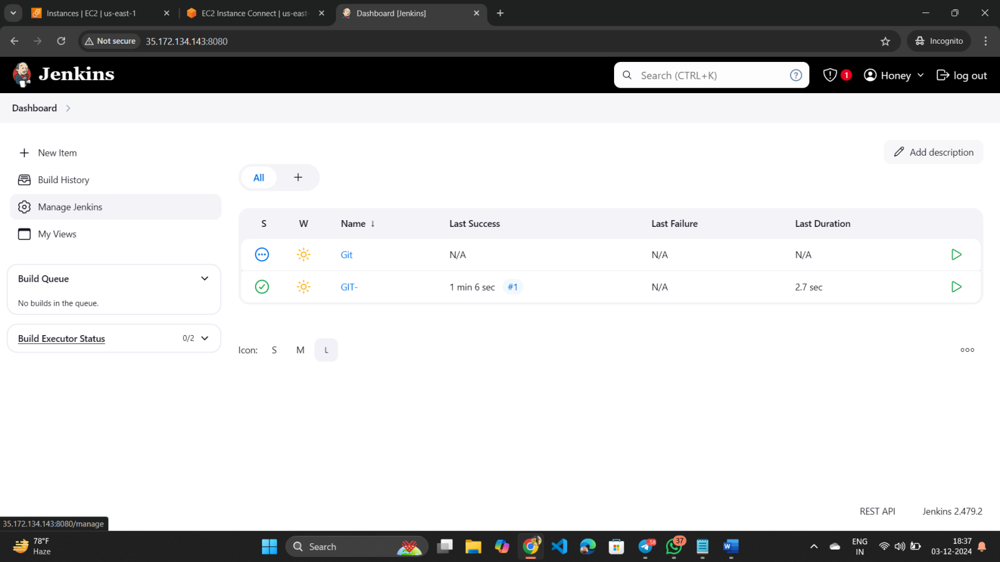 Instances | EC2 | us-east-1
EC2 Instance Connect | us-east-
Dashboard [Jenkins]
Not secure
35.172.134.143:8080
Incognito
Jenkins
Search (CTRL+K)
?
1
Honey
log out
Dashboard
New Item
Build History
Manage Jenkins
My Views
Add description
All
+
S W Name ↓ Last Success Last Failure Last Duration
Git N/A N/A N/A
GIT- 1 min 6 sec #1 N/A 2.7 sec
Build Queue
No builds in the queue.
Build Executor Status 0/2
Icon: S M L
REST API
Jenkins 2.479.2
35.172.134.143:8080/manage
78°F
Haze
Search
58
37
ENG
IN
18:37
03-12-2024